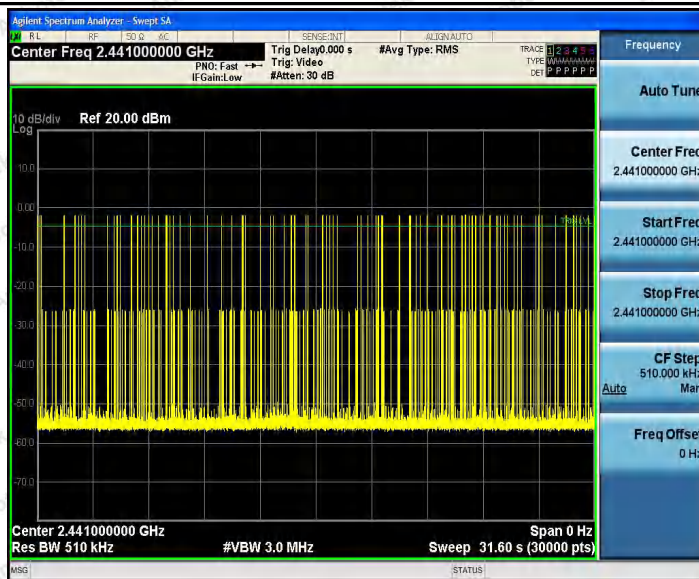 Agilent Spectrum Analyzer - Swept SA
RL RF 50 Ω AC SENSE:INT ALIGNAUTO
Center Freq 2.441000000 GHz
PNO: Fast
IFGain:Low
Trig Delay0.000 s
Trig: Video
#Atten: 30 dB
#Avg Type: RMS
TRACE 1 2 3 4 5 6
TYPE
DET P P P P P P
10 dB/div Ref 20.00 dBm
Log
10.0
0.00
-10.0
-20.0
-30.0
-40.0
-50.0
-60.0
-70.0
Center 2.441000000 GHz Span 0 Hz
Res BW 510 kHz #VBW 3.0 MHz Sweep 31.60 s (30000 pts)
MSG STATUS
Frequency
Auto Tune
Center Freq
2.441000000 GHz
Start Freq
2.441000000 GHz
Stop Freq
2.441000000 GHz
CF Step
510.000 kHz
Auto Man
Freq Offset
0 Hz